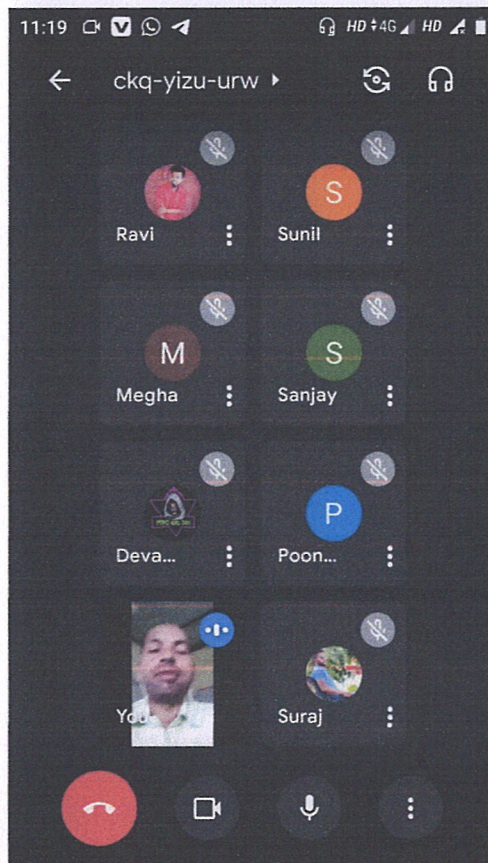 11:19 HD 4G HD
ckq-yizu-urw
S
Ravi Sunil
M S
Megha Sanjay
P
Deva... Poon...
You Suraj